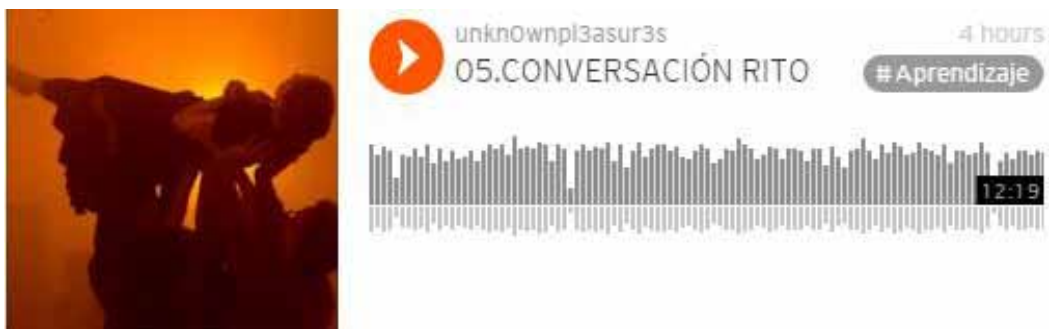 unkn0wnpl3asur3s
4 hours
05.CONVERSACIÓN RITO
#Aprendizaje
12:19